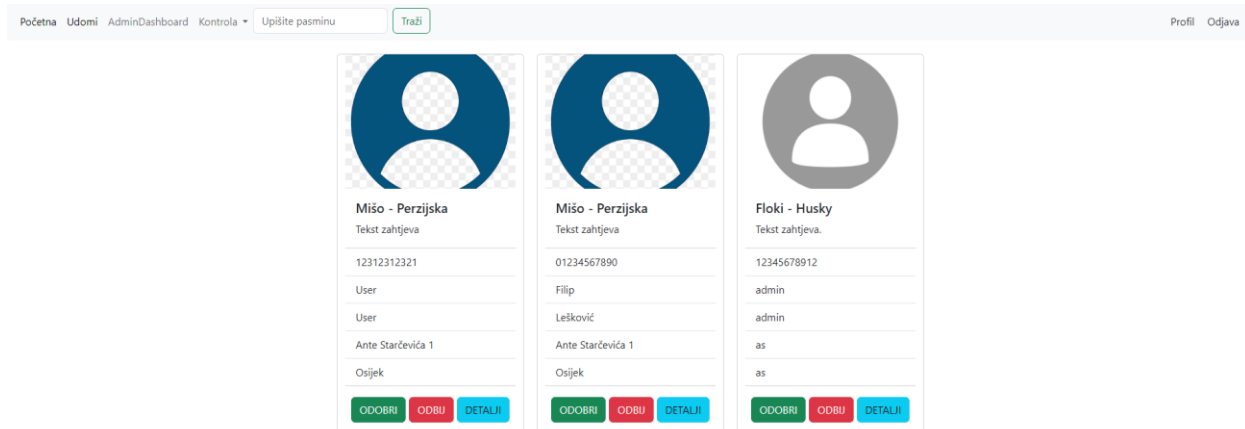 Početna Udomi AdminDashboard Kontrola Upišite pasminu Traži Profil Odjava
Mišo - Perzijska
Tekst zahtjeva
12312312321
User
User
Ante Starčevića 1
Osijek
ODOBRI ODBIJ DETALJI
Mišo - Perzijska
Tekst zahtjeva
01234567890
Filip
Lešković
Ante Starčevića 1
Osijek
ODOBRI ODBIJ DETALJI
Floki - Husky
Tekst zahtjeva.
12345678912
admin
admin
as
as
ODOBRI ODBIJ DETALJI